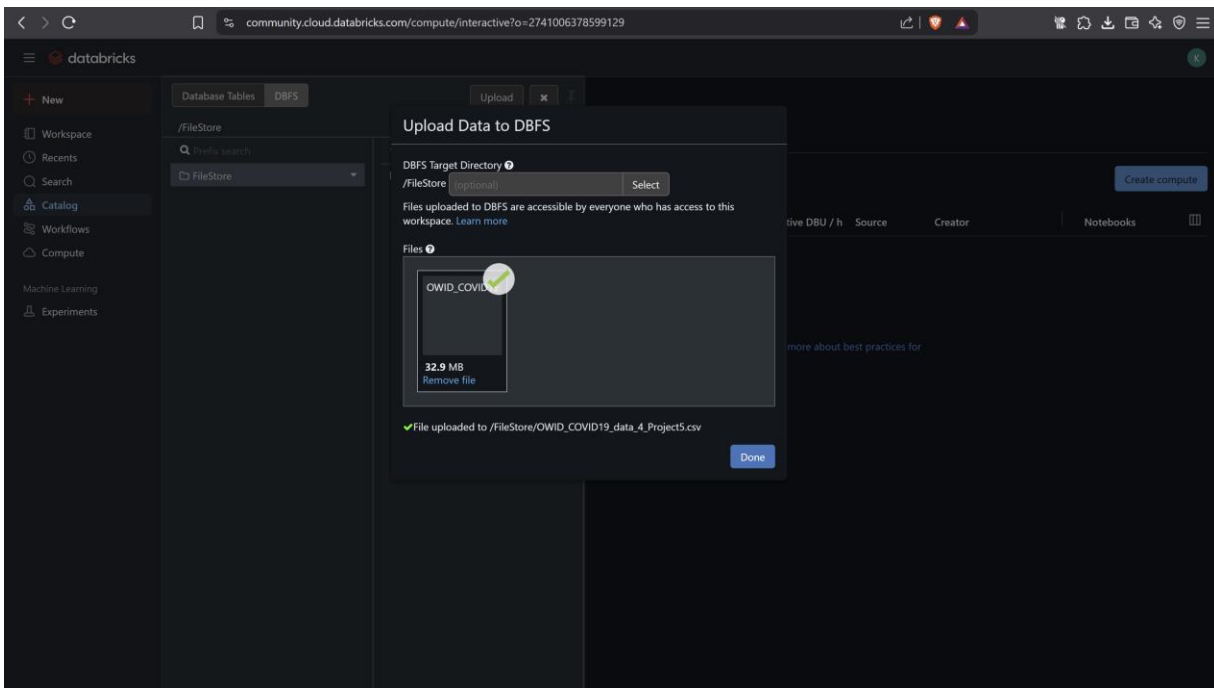 community.cloud.databricks.com/compute/interactive?o=2741006378599129
databricks
K
New
Workspace
Recents
Search
Catalog
Workflows
Compute
Machine Learning
Experiments
Database Tables DBFS Upload
/FileStore
Prefix search
FileStore
Upload Data to DBFS
DBFS Target Directory
/FileStore (optional) Select
Files uploaded to DBFS are accessible by everyone who has access to this
workspace. Learn more
Files
OWID_COVID
32.9 MB
Remove file
File uploaded to /FileStore/OWID_COVID19_data_4_Project5.csv
Done
Create compute
tive DBU / h Source Creator Notebooks
more about best practices for